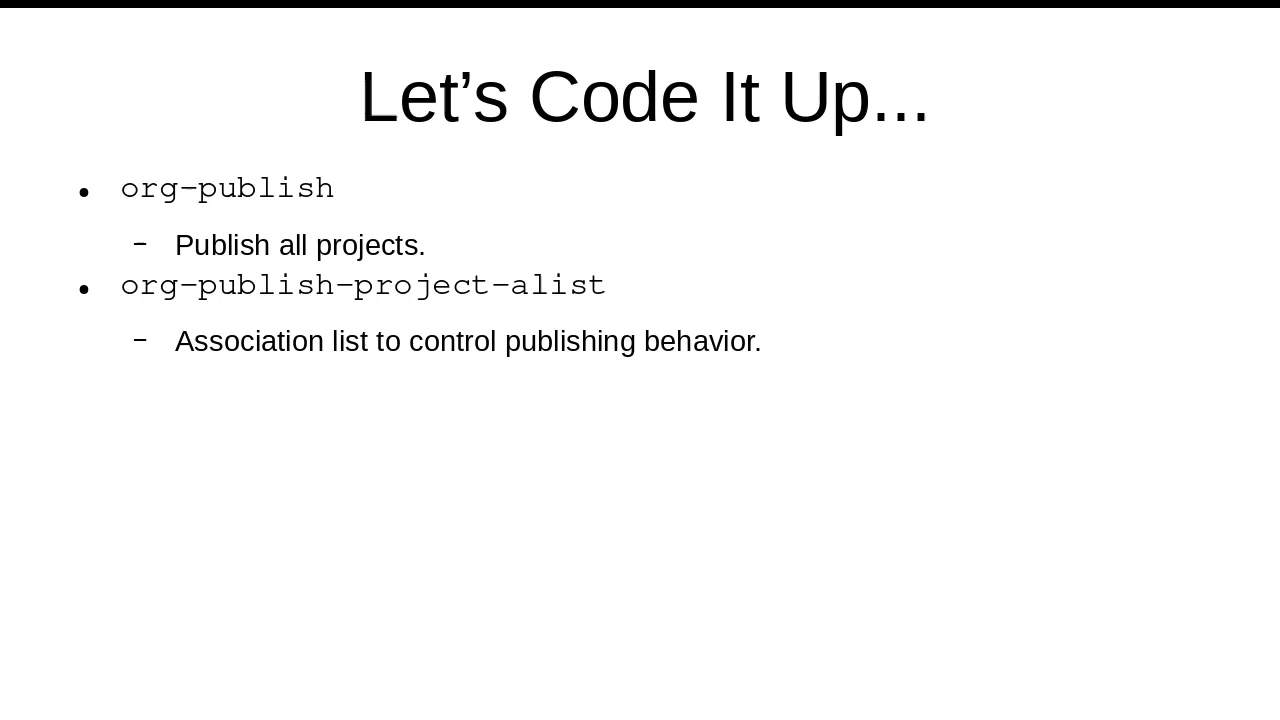 Let’s Code It Up...
• org-publish
– Publish all projects.
• org-publish-project-alist
– Association list to control publishing behavior.